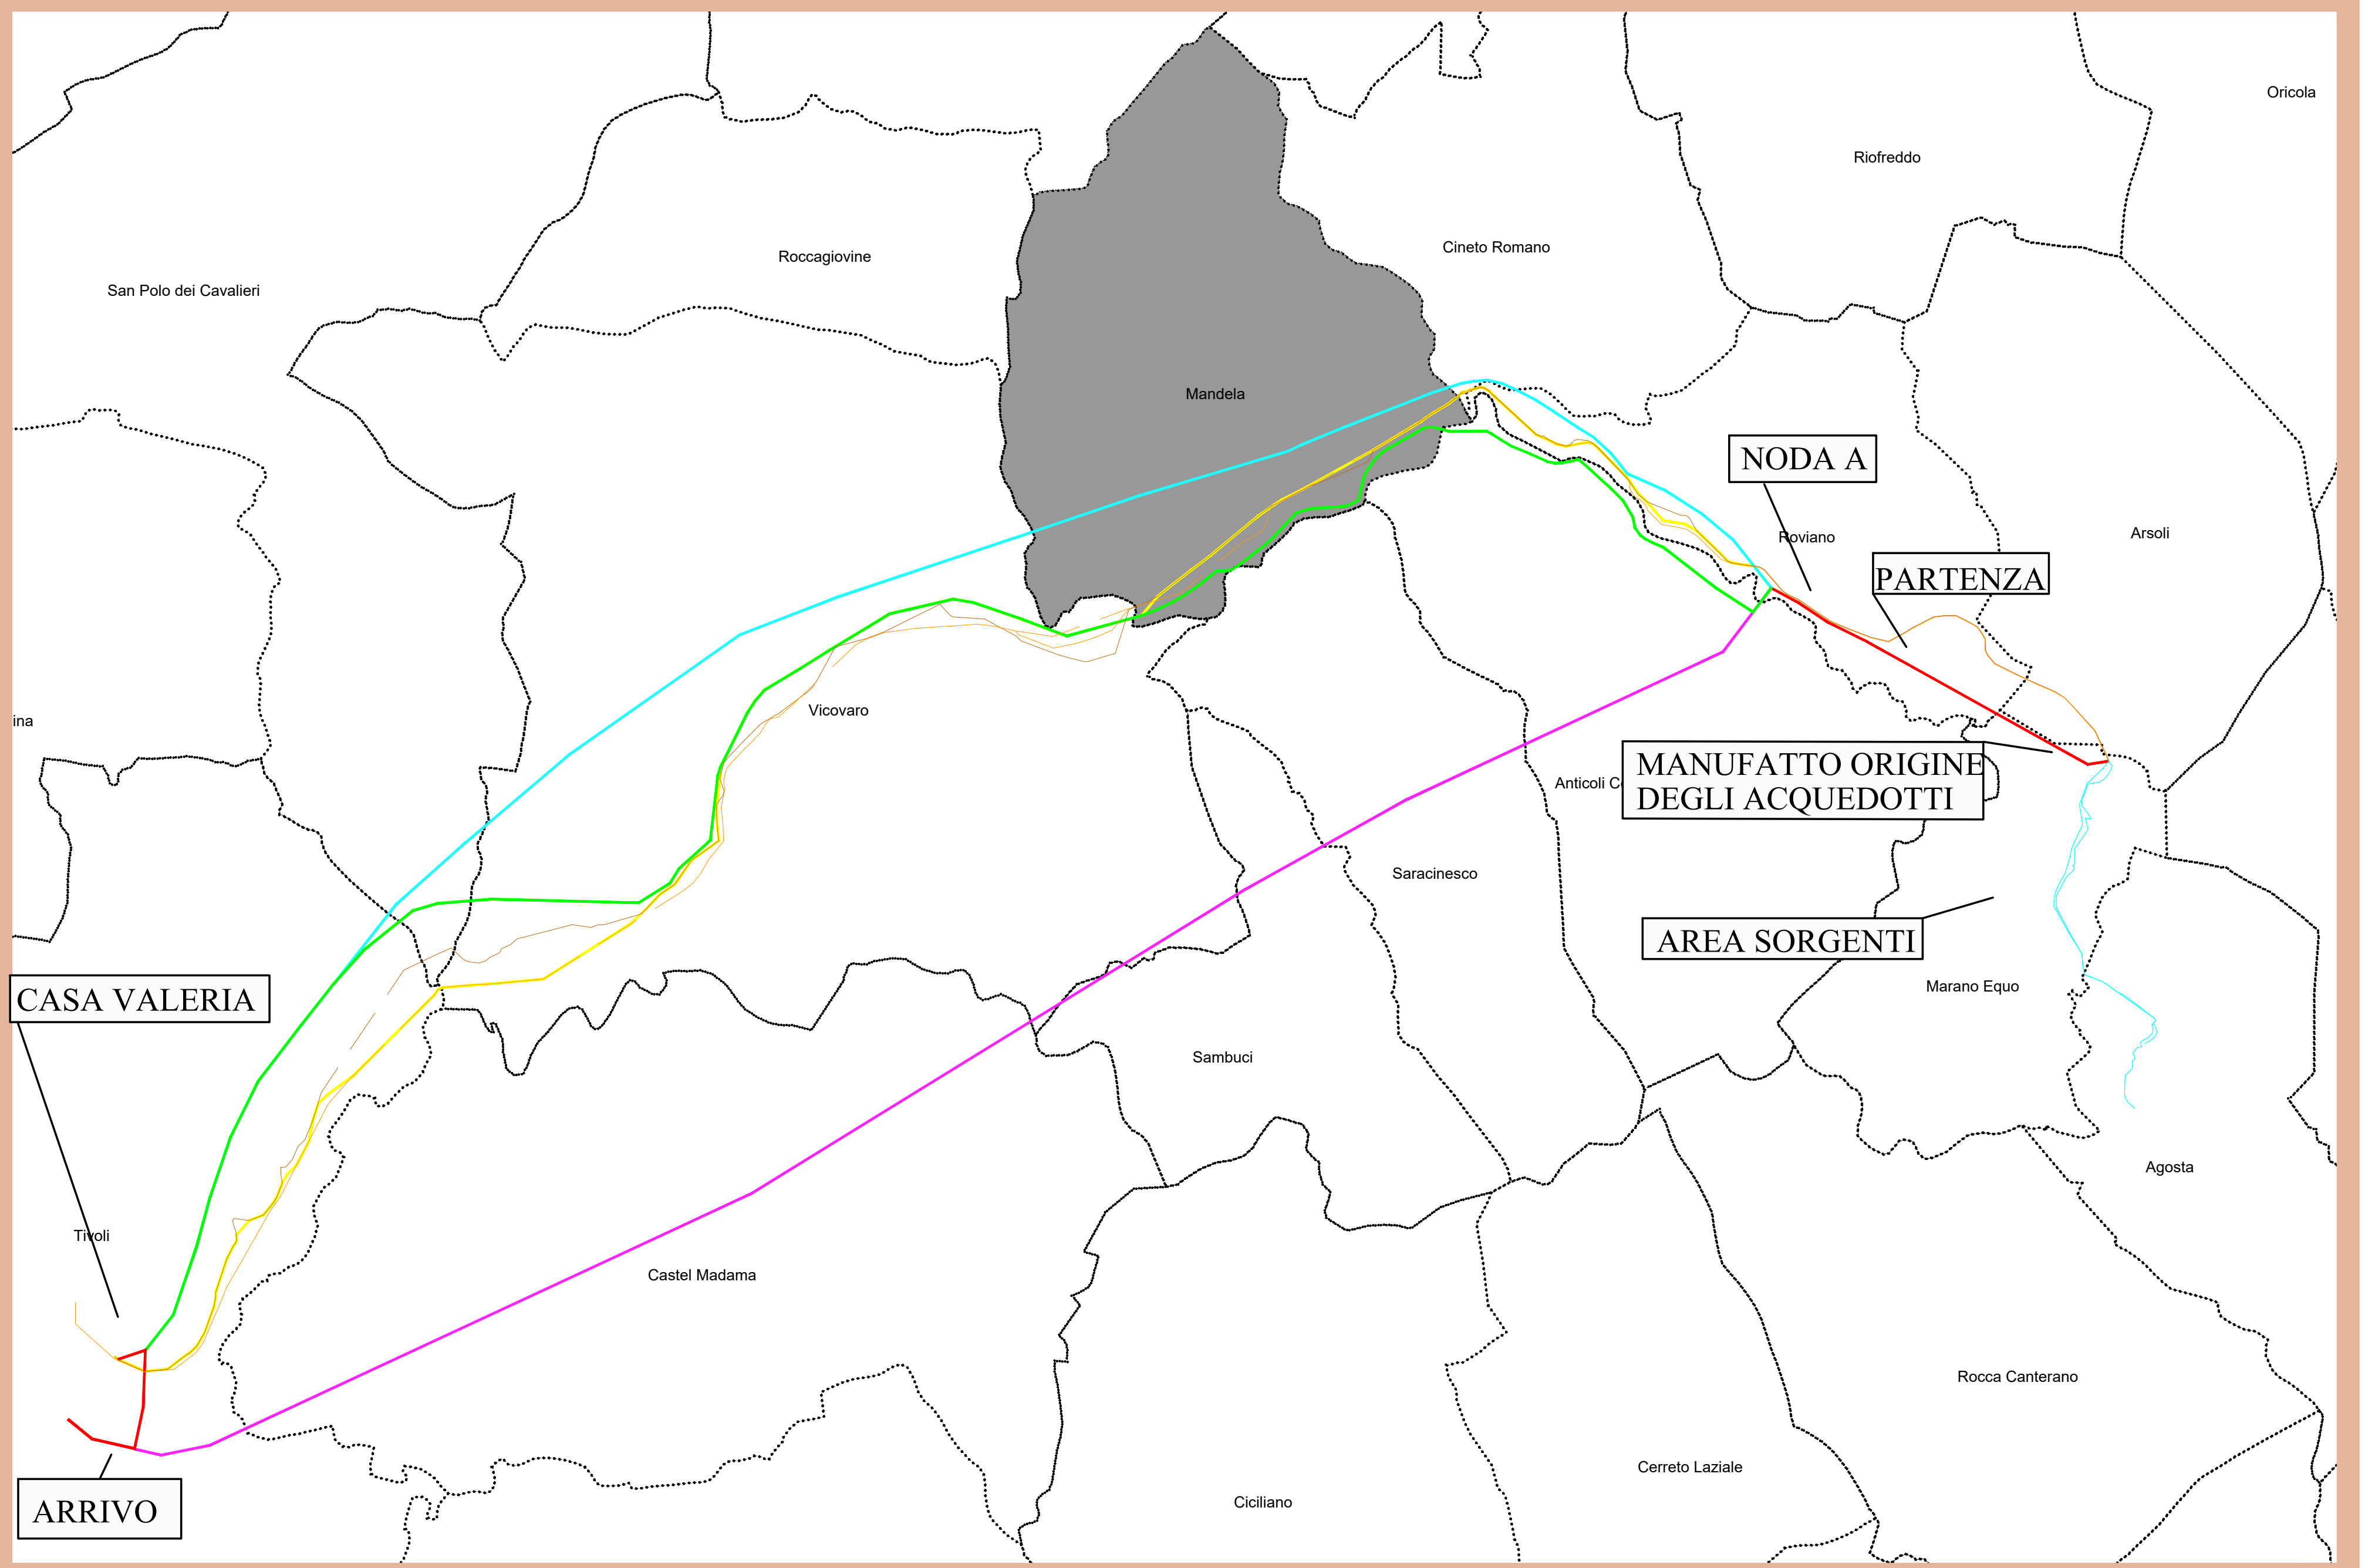 Oricola
Riofreddo
Cineto Romano
Roccagiovine
San Polo dei Cavalieri
Mandela
NODA A
Roviano
Arsoli
PARTENZA
Vicovaro
ina
MANUFATTO ORIGINE
DEGLI ACQUEDOTTI
Anticoli C
Saracinesco
AREA SORGENTI
Marano Equo
CASA VALERIA
Sambuci
Agosta
Tivoli
Castel Madama
Rocca Canterano
Cerreto Laziale
Ciciliano
ARRIVO